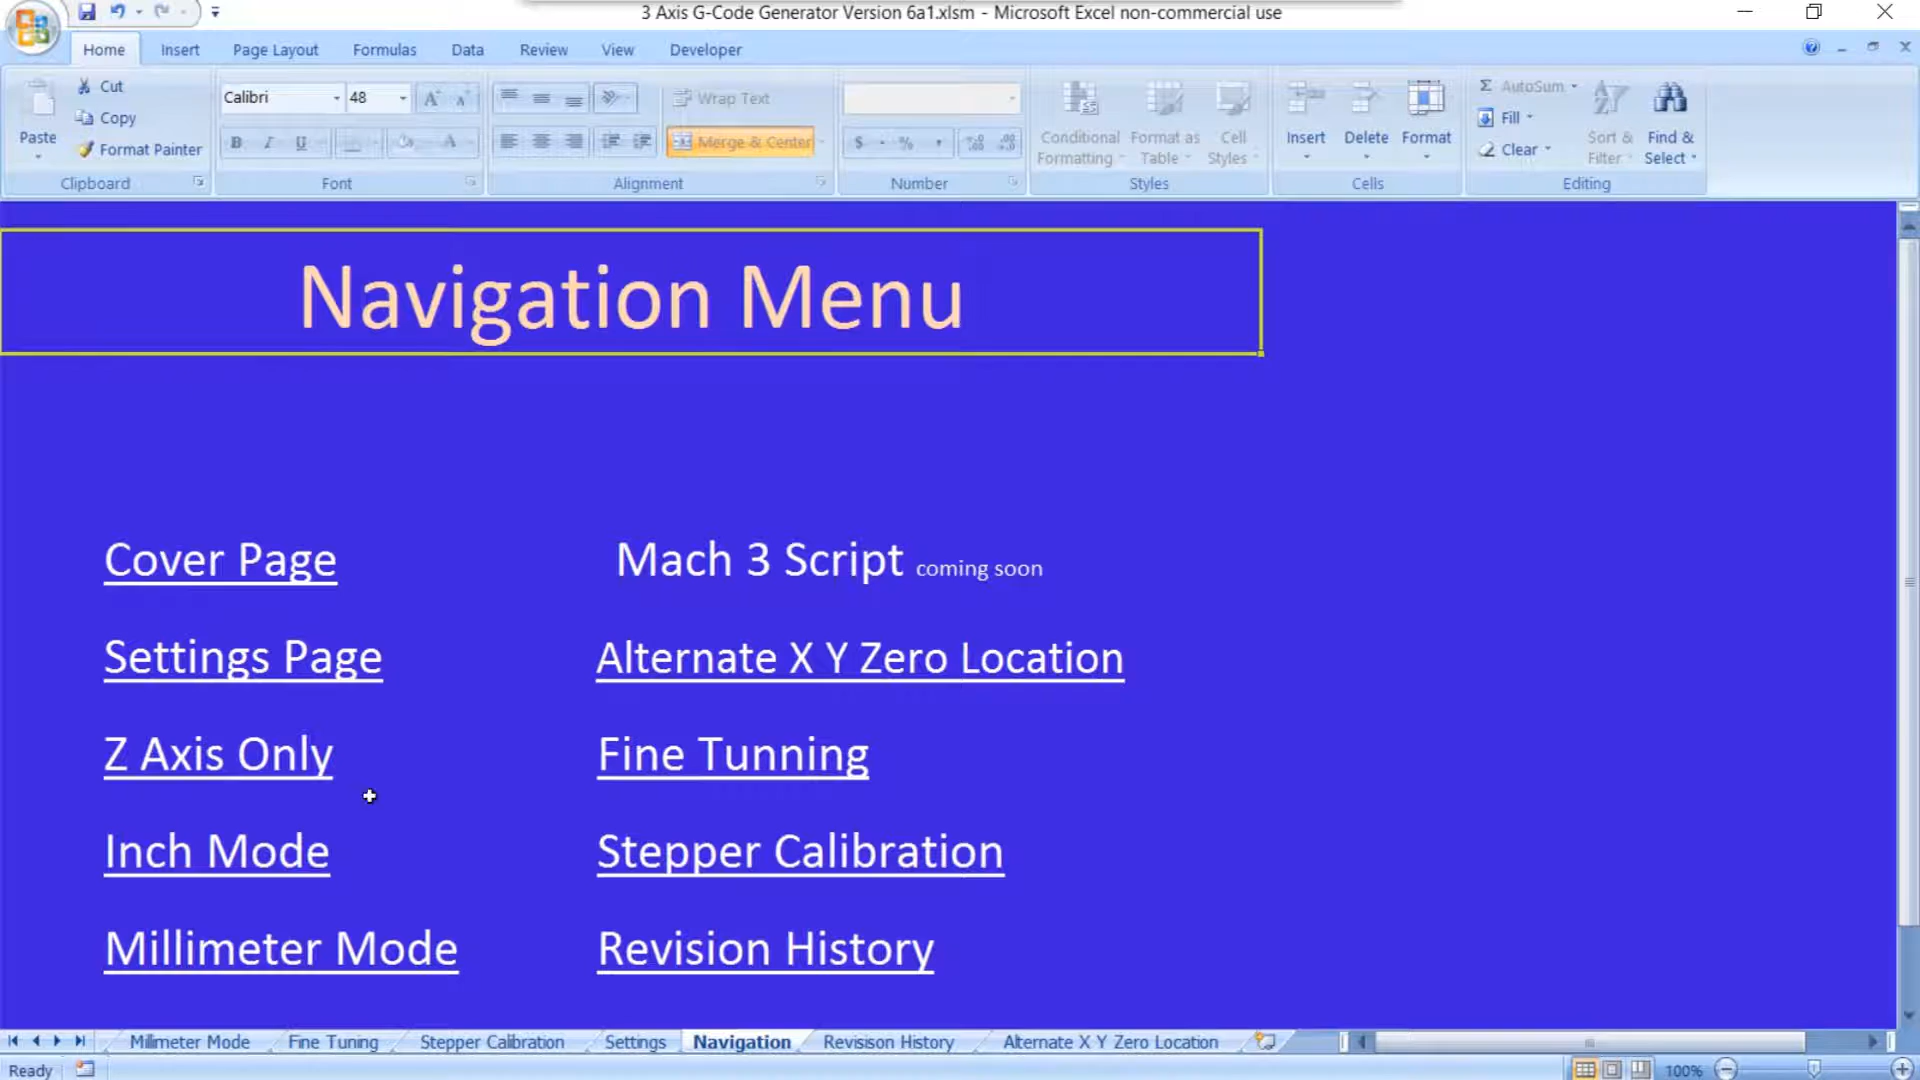 3 Axis G-Code Generator Version 6a1.xlsm - Microsoft Excel non-commercial use
Home Insert Page Layout Formulas Data Review View Developer
Paste
Cut
Copy
Format Painter
Clipboard
Calibri 48
B I U
Font
Wrap Text
Merge & Center
Alignment
$ % ,
Number
Conditional Formatting
Format as Table
Cell Styles
Styles
Insert Delete Format
Cells
Σ AutoSum
Fill
Clear
Sort & Filter
Find & Select
Editing
Navigation Menu
Cover Page
Mach 3 Script coming soon
Settings Page
Alternate X Y Zero Location
Z Axis Only
Fine Tunning
Inch Mode
Stepper Calibration
Millimeter Mode
Revision History
Millimeter Mode Fine Tuning Stepper Calibration Settings Navigation Revisison History Alternate X Y Zero Location
Ready 100%